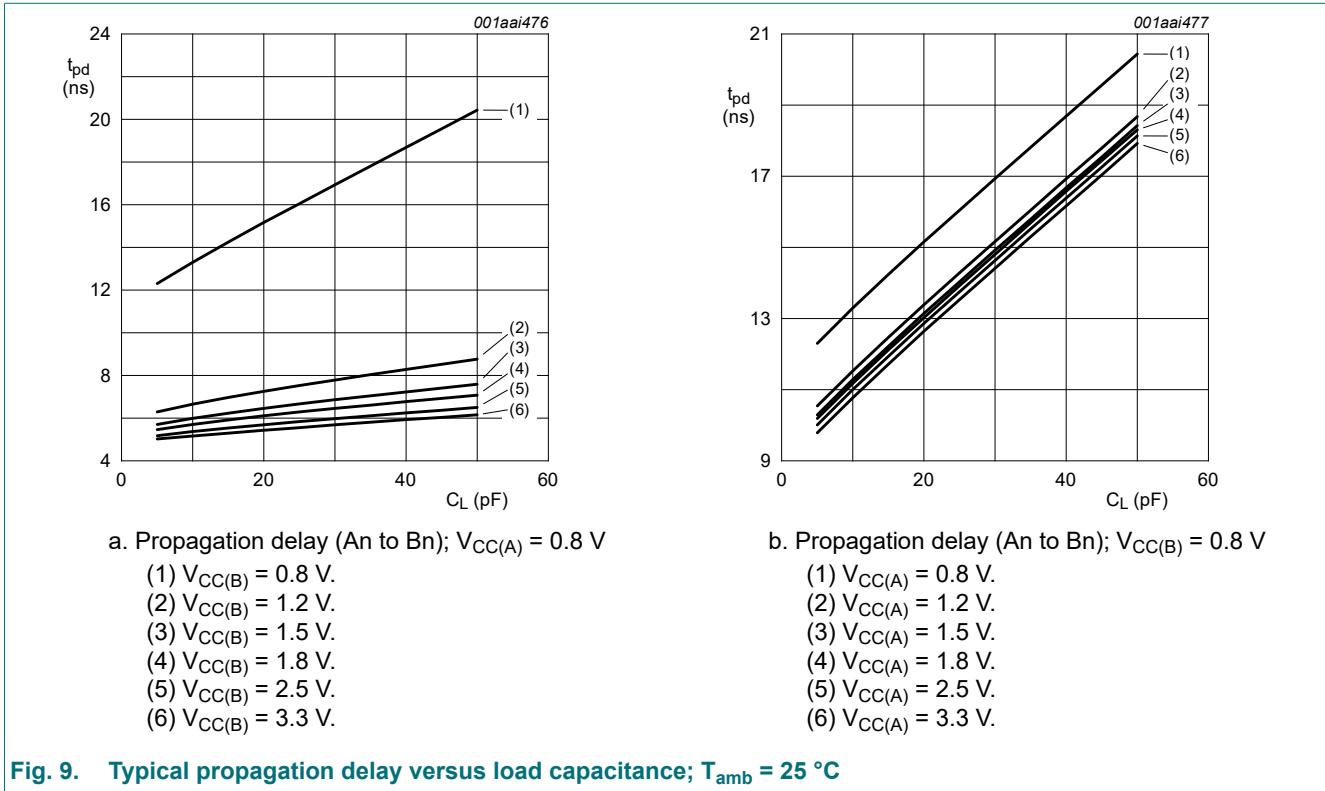 001aai476
24
t_pd
(ns)
20
16
12
8
4
0
20
40
60
C_L (pF)
(1)
(2)
(3)
(4)
(5)
(6)
a. Propagation delay (An to Bn); V_CC(A) = 0.8 V
(1) V_CC(B) = 0.8 V.
(2) V_CC(B) = 1.2 V.
(3) V_CC(B) = 1.5 V.
(4) V_CC(B) = 1.8 V.
(5) V_CC(B) = 2.5 V.
(6) V_CC(B) = 3.3 V.
001aai477
21
t_pd
(ns)
17
13
9
0
20
40
60
C_L (pF)
(1)
(2)
(3)
(4)
(5)
(6)
b. Propagation delay (An to Bn); V_CC(B) = 0.8 V
(1) V_CC(A) = 0.8 V.
(2) V_CC(A) = 1.2 V.
(3) V_CC(A) = 1.5 V.
(4) V_CC(A) = 1.8 V.
(5) V_CC(A) = 2.5 V.
(6) V_CC(A) = 3.3 V.
Fig. 9. Typical propagation delay versus load capacitance; T_amb = 25 °C